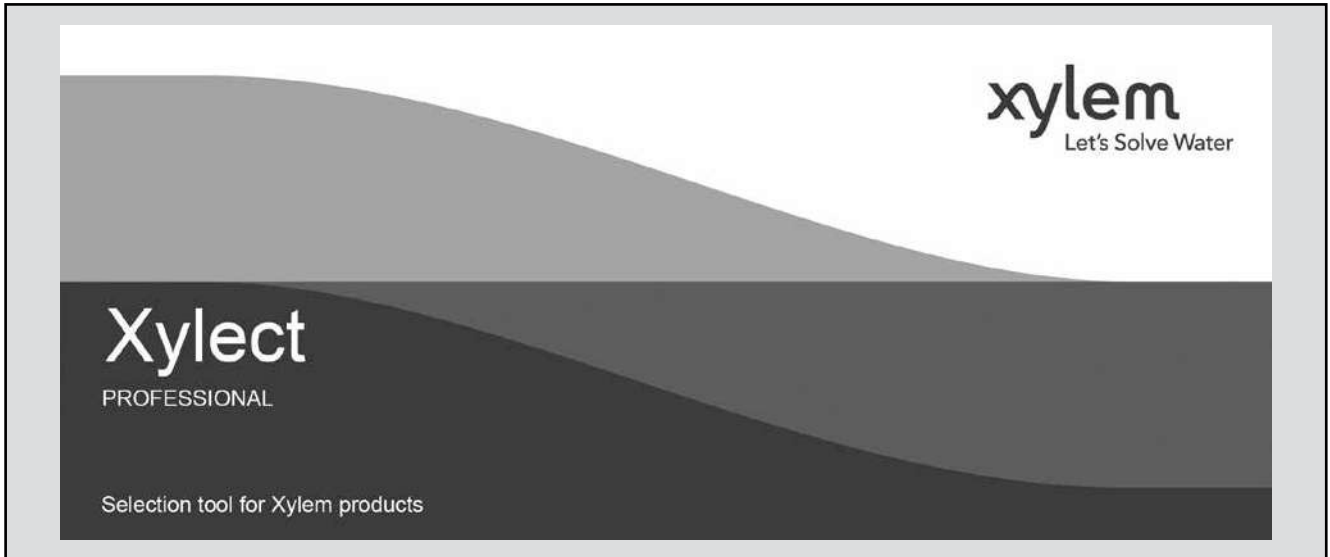 xylem
Let's Solve Water
Xylect
PROFESSIONAL
Selection tool for Xylem products